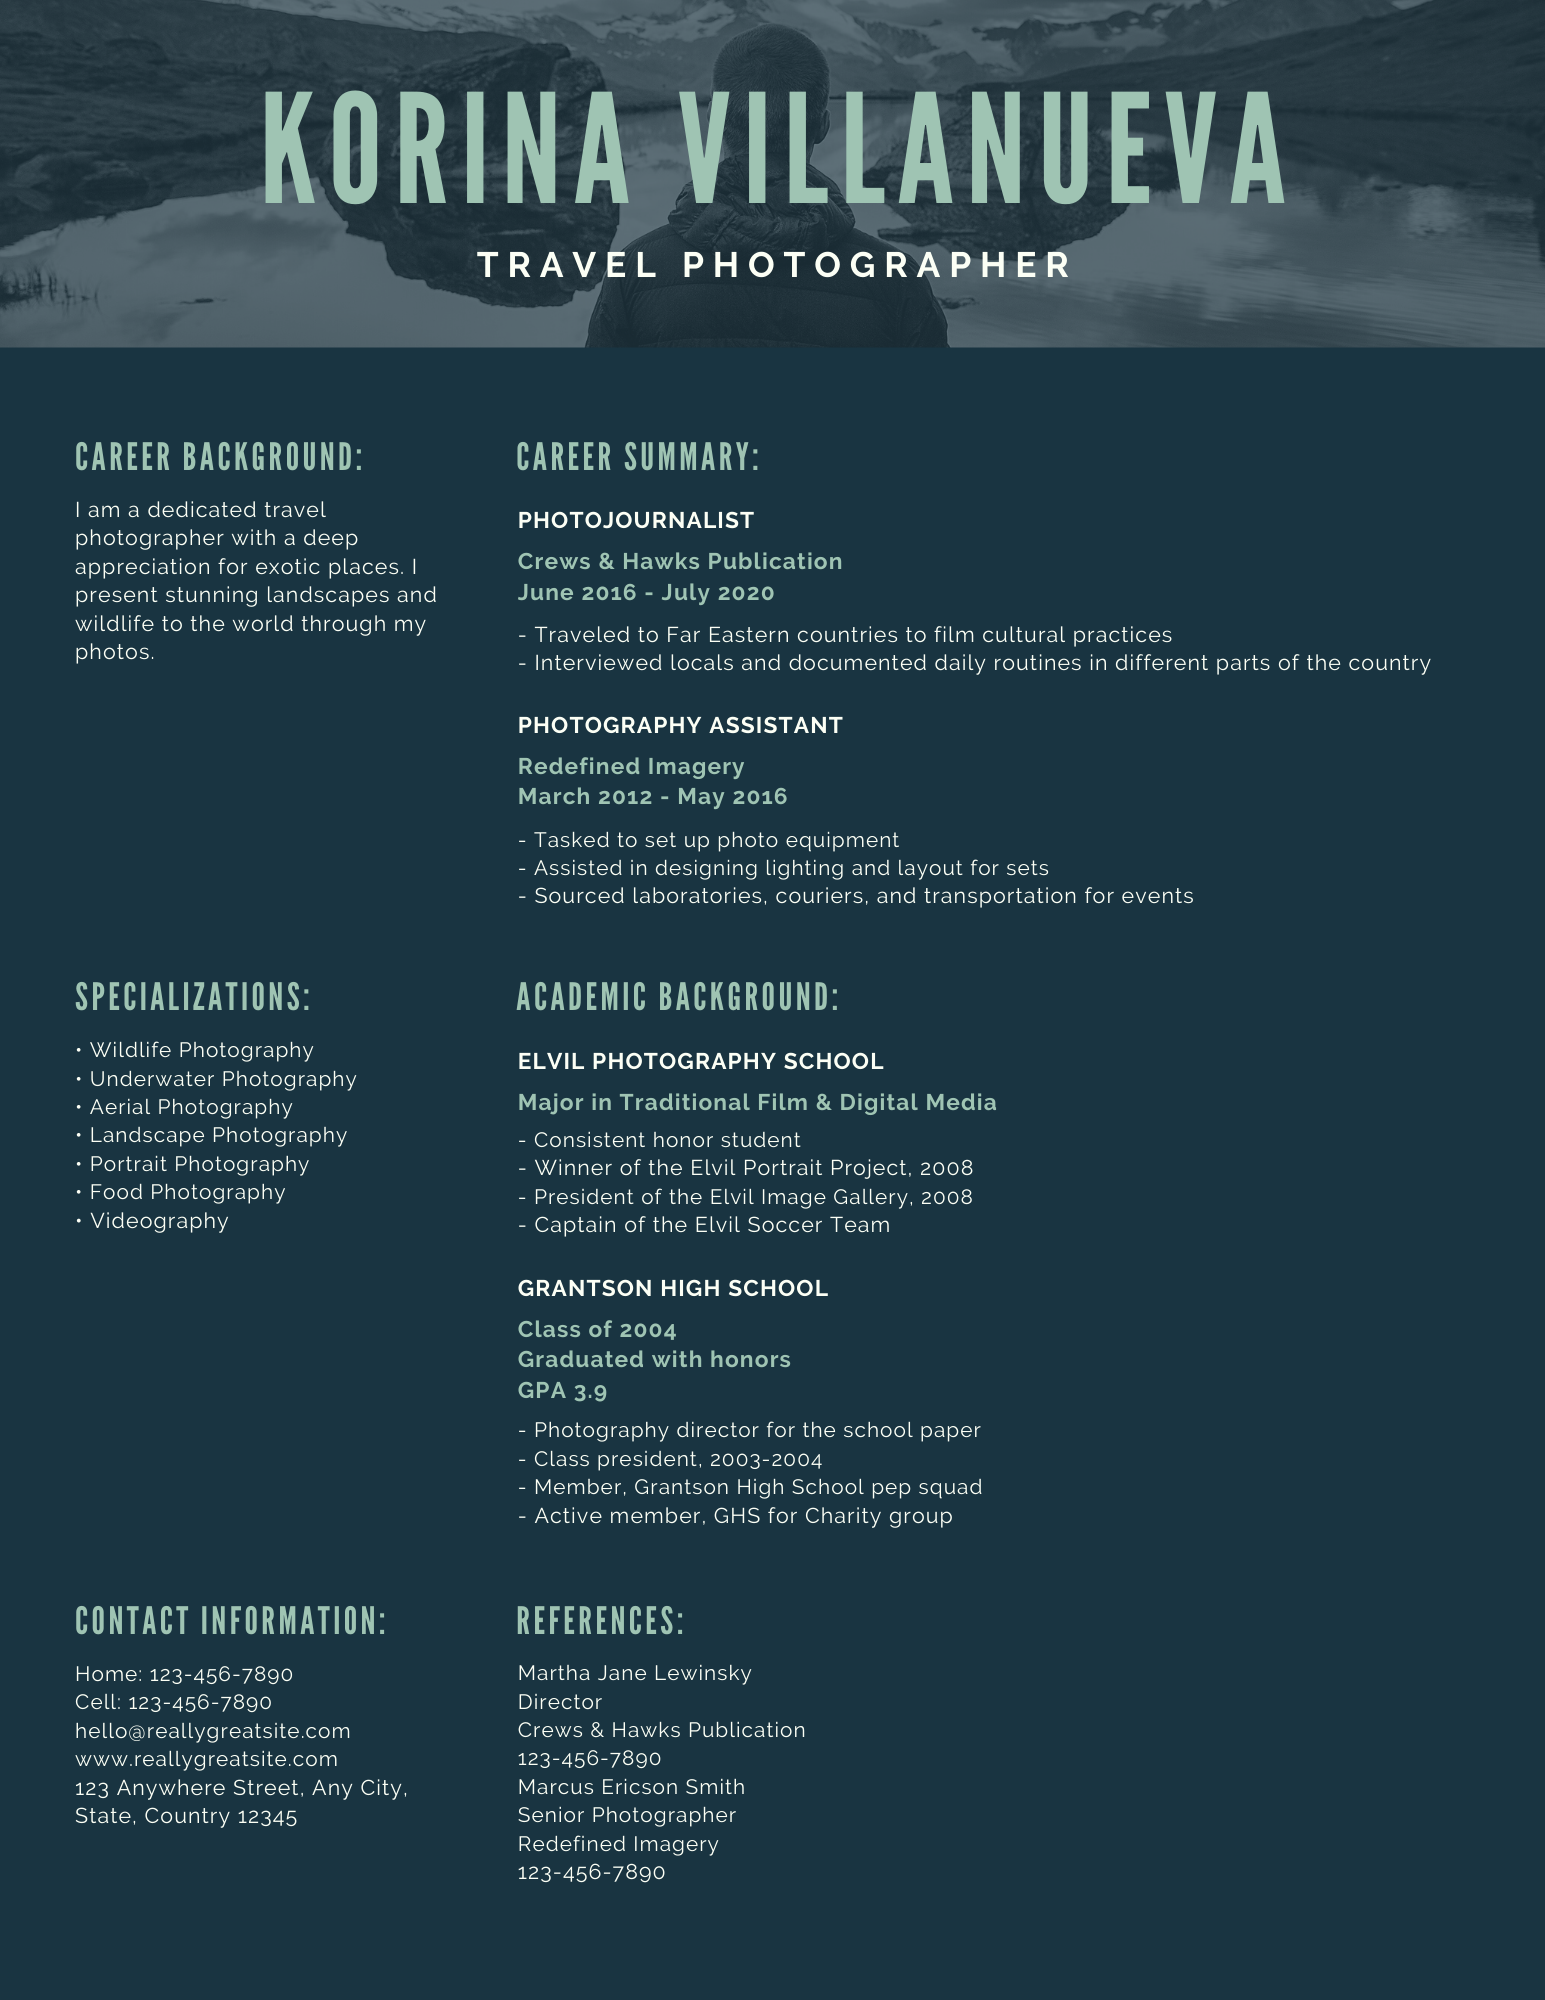 KORINA VILLANUEVA
TRAVEL PHOTOGRAPHER
CAREER BACKGROUND:
I am a dedicated travel
photographer with a deep
appreciation for exotic places. I
present stunning landscapes and
wildlife to the world through my
photos.
CAREER SUMMARY:
PHOTOJOURNALIST
Crews & Hawks Publication
June 2016 - July 2020
- Traveled to Far Eastern countries to film cultural practices
- Interviewed locals and documented daily routines in different parts of the country
PHOTOGRAPHY ASSISTANT
Redefined Imagery
March 2012 - May 2016
- Tasked to set up photo equipment
- Assisted in designing lighting and layout for sets
- Sourced laboratories, couriers, and transportation for events
SPECIALIZATIONS:
• Wildlife Photography
• Underwater Photography
• Aerial Photography
• Landscape Photography
• Portrait Photography
• Food Photography
• Videography
ACADEMIC BACKGROUND:
ELVIL PHOTOGRAPHY SCHOOL
Major in Traditional Film & Digital Media
- Consistent honor student
- Winner of the Elvil Portrait Project, 2008
- President of the Elvil Image Gallery, 2008
- Captain of the Elvil Soccer Team
GRANTSON HIGH SCHOOL
Class of 2004
Graduated with honors
GPA 3.9
- Photography director for the school paper
- Class president, 2003-2004
- Member, Grantson High School pep squad
- Active member, GHS for Charity group
CONTACT INFORMATION:
Home: 123-456-7890
Cell: 123-456-7890
hello@reallygreatsite.com
www.reallygreatsite.com
123 Anywhere Street, Any City,
State, Country 12345
REFERENCES:
Martha Jane Lewinsky
Director
Crews & Hawks Publication
123-456-7890
Marcus Ericson Smith
Senior Photographer
Redefined Imagery
123-456-7890